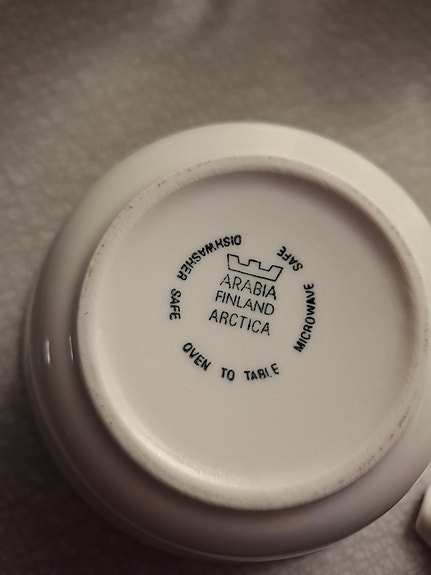 ARABIA
FINLAND
ARCTICA
DISHWASHER SAFE
MICROWAVE SAFE
OVEN TO TABLE